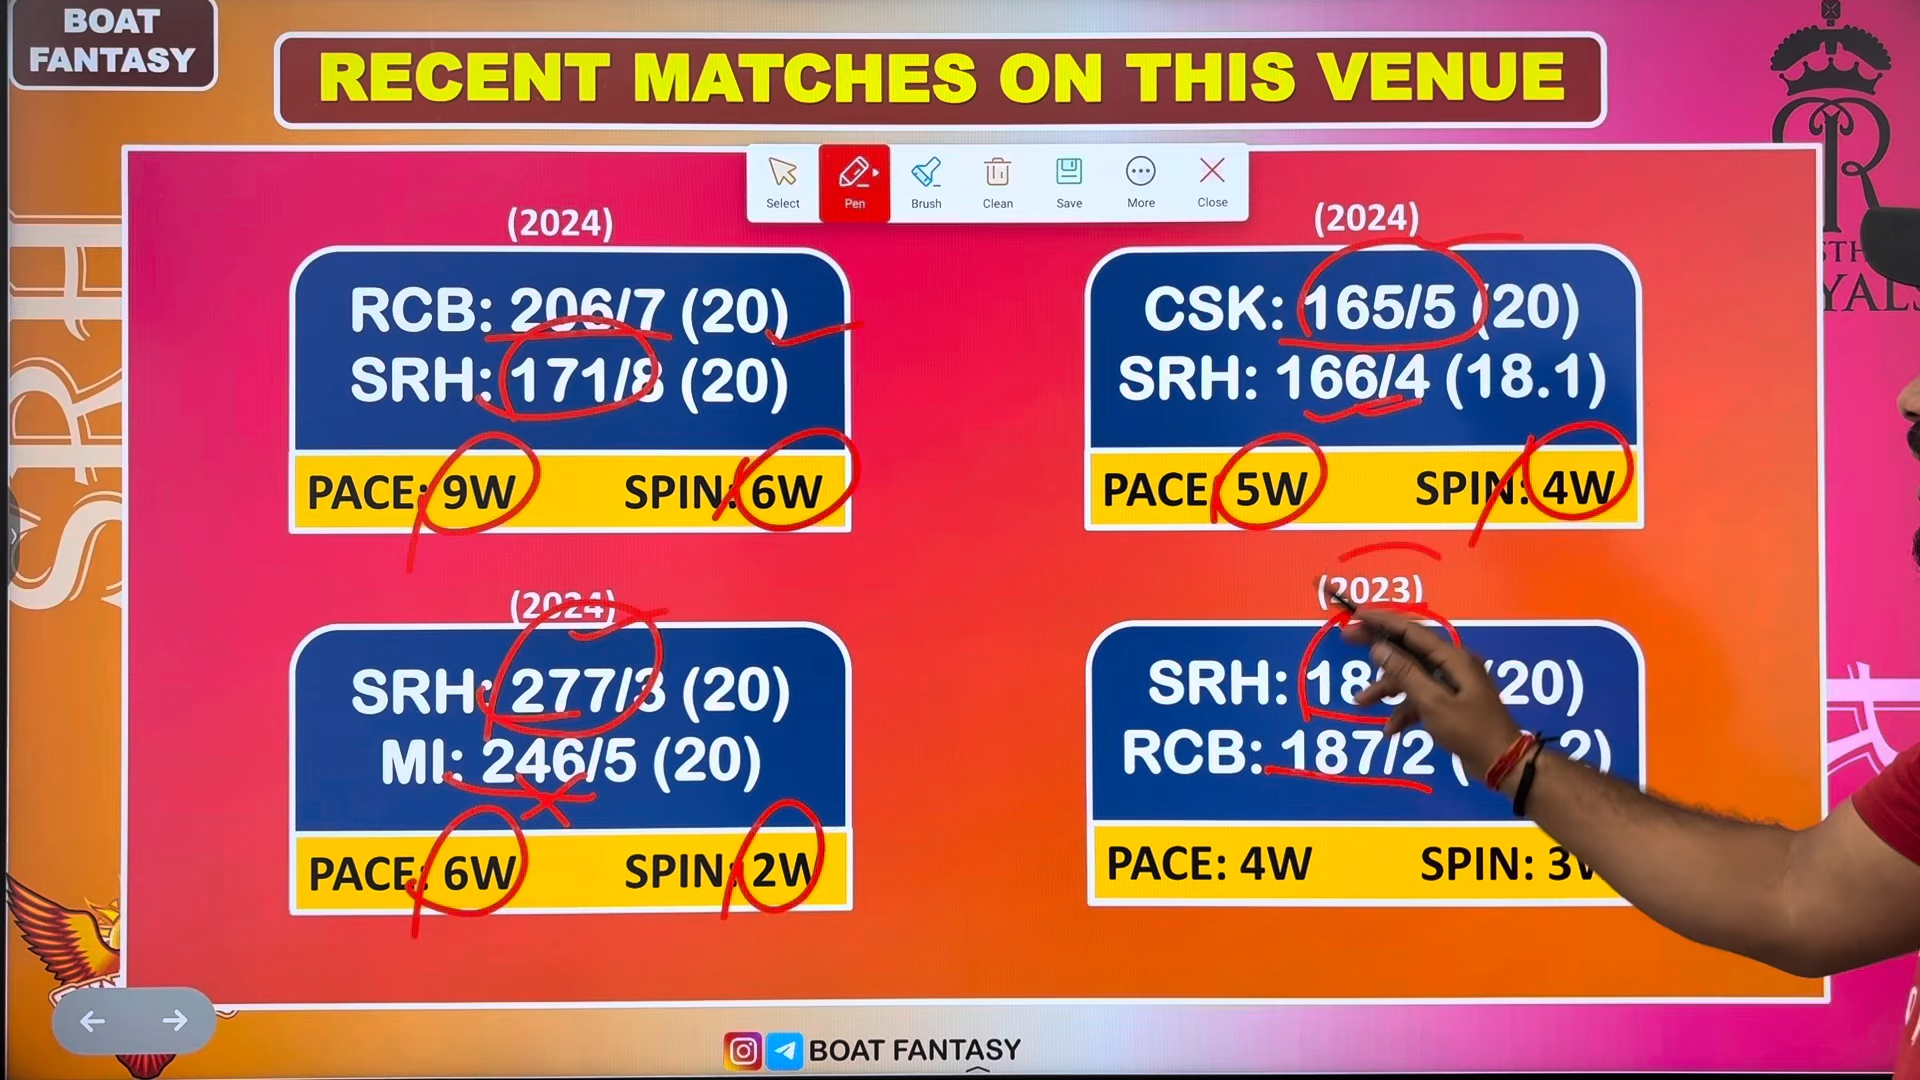 BOAT
FANTASY
RECENT MATCHES ON THIS VENUE
Select
Pen
Brush
Clean
Save
More
Close
(2024)
RCB: 206/7 (20)
SRH: 171/8 (20)
PACE: 9W SPIN: 6W
(2024)
CSK: 165/5 (20)
SRH: 166/4 (18.1)
PACE: 5W SPIN: 4W
(2024)
SRH: 277/3 (20)
MI: 246/5 (20)
PACE: 6W SPIN: 2W
(2023)
SRH: (20)
RCB: 187/2
PACE: 4W SPIN:
SRH
BOAT FANTASY